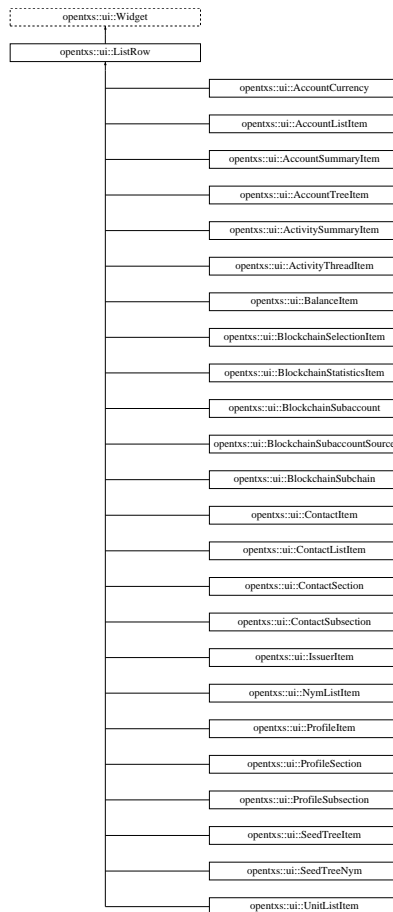 opentxs::ui::Widget
opentxs::ui::ListRow
opentxs::ui::AccountCurrency
opentxs::ui::AccountListItem
opentxs::ui::AccountSummaryItem
opentxs::ui::AccountTreeItem
opentxs::ui::ActivitySummaryItem
opentxs::ui::ActivityThreadItem
opentxs::ui::BalanceItem
opentxs::ui::BlockchainSelectionItem
opentxs::ui::BlockchainStatisticsItem
opentxs::ui::BlockchainSubaccount
opentxs::ui::BlockchainSubaccountSource
opentxs::ui::BlockchainSubchain
opentxs::ui::ContactItem
opentxs::ui::ContactListItem
opentxs::ui::ContactSection
opentxs::ui::ContactSubsection
opentxs::ui::IssuerItem
opentxs::ui::NymListItem
opentxs::ui::ProfileItem
opentxs::ui::ProfileSection
opentxs::ui::ProfileSubsection
opentxs::ui::SeedTreeItem
opentxs::ui::SeedTreeNym
opentxs::ui::UnitListItem